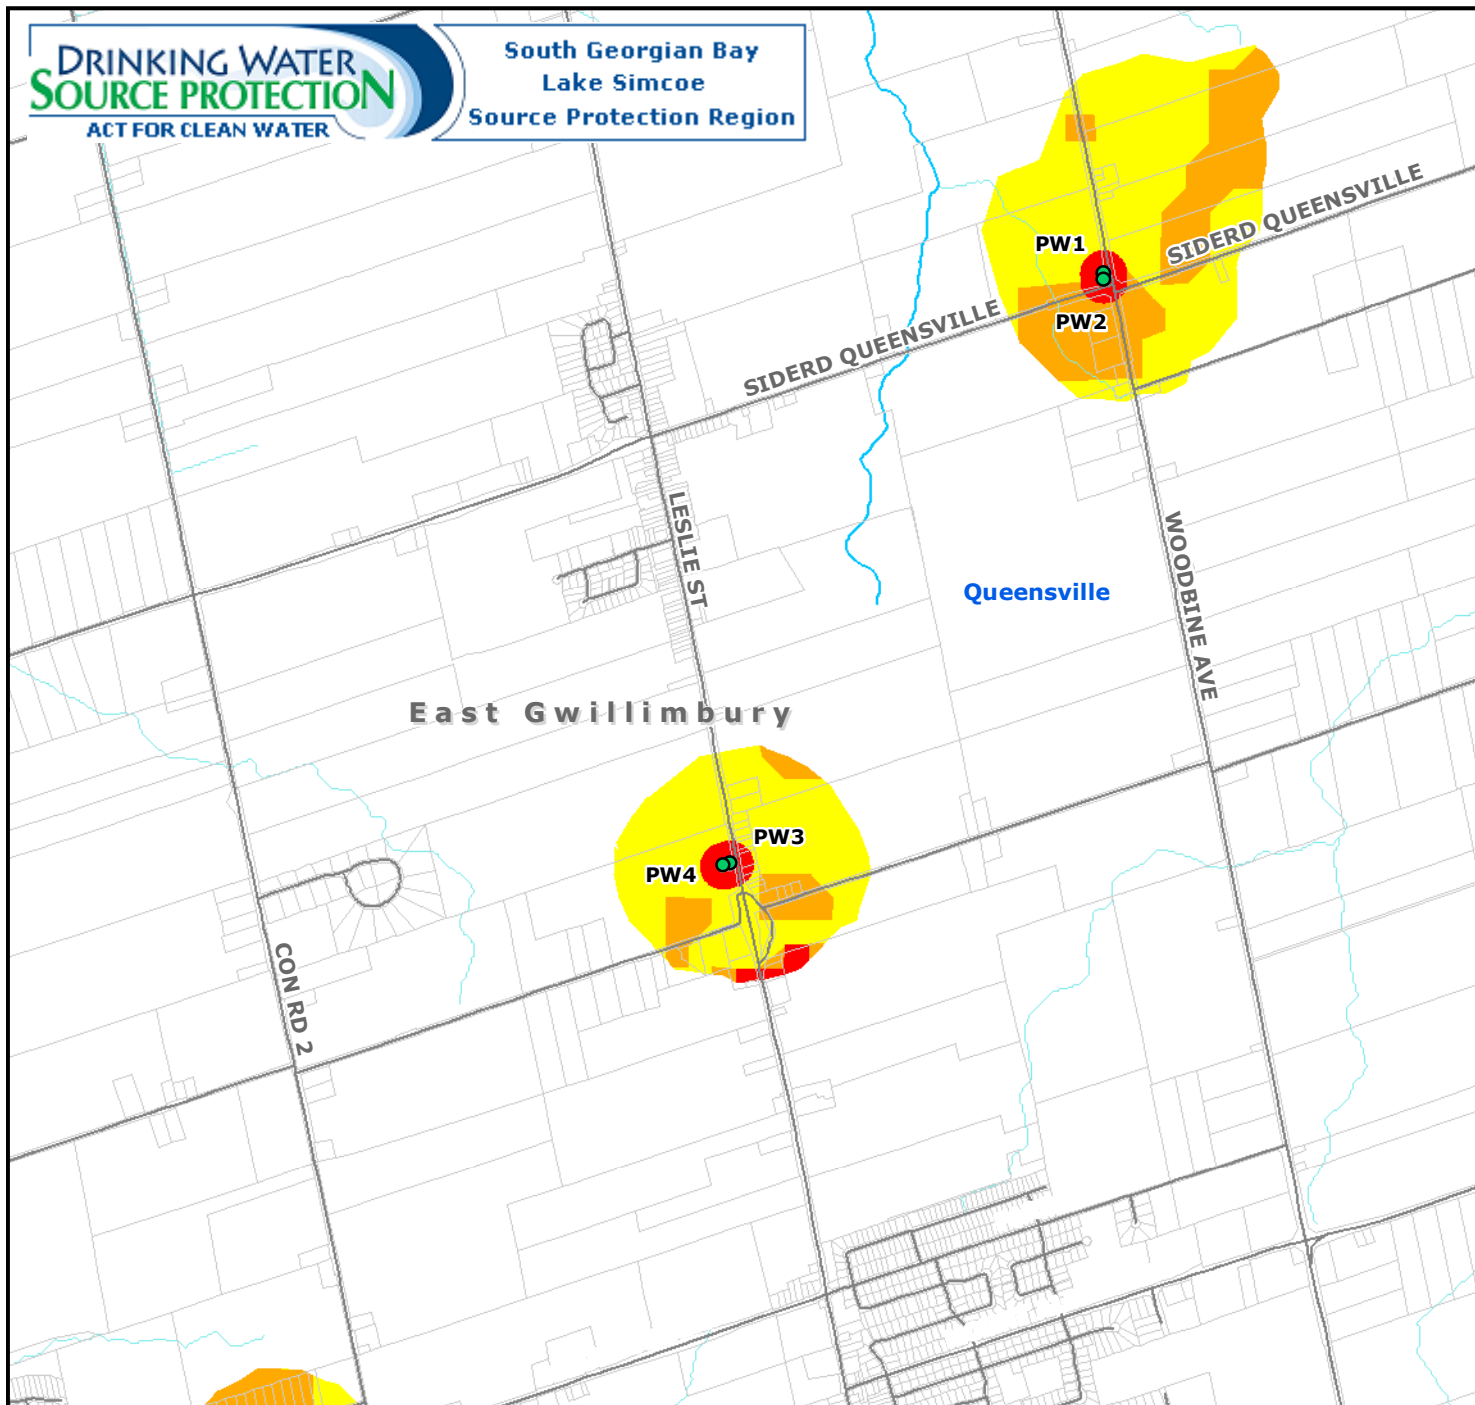 DRINKING WATER
SOURCE PROTECTION
ACT FOR CLEAN WATER
South Georgian Bay
Lake Simcoe
Source Protection Region
SIDERD QUEENSVILLE
PW1
PW2
SIDERD QUEENSVILLE
LESLIE ST
WOODBINE AVE
Queensville
East Gwillimbury
PW3
PW4
CON RD 2